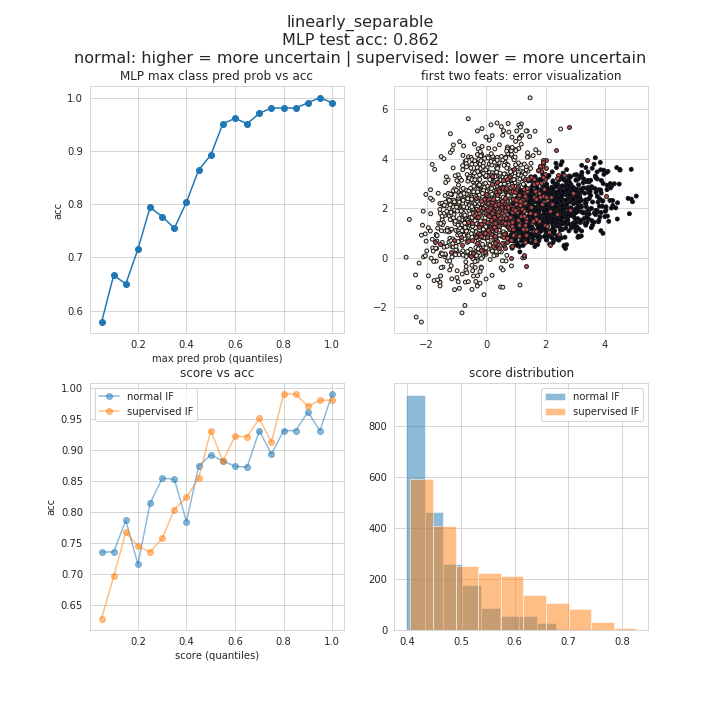 linearly_separable
MLP test acc: 0.862
normal: higher = more uncertain | supervised: lower = more uncertain
MLP max class pred prob vs acc
1.0
0.9
0.8
0.7
0.6
acc
0.2 0.4 0.6 0.8 1.0
max pred prob (quantiles)
first two feats: error visualization
6
4
2
0
−2
−2 0 2 4
score vs acc
normal IF
supervised IF
1.00
0.95
0.90
0.85
0.80
0.75
0.70
0.65
acc
0.2 0.4 0.6 0.8 1.0
score (quantiles)
score distribution
normal IF
supervised IF
800
600
400
200
0
0.4 0.5 0.6 0.7 0.8